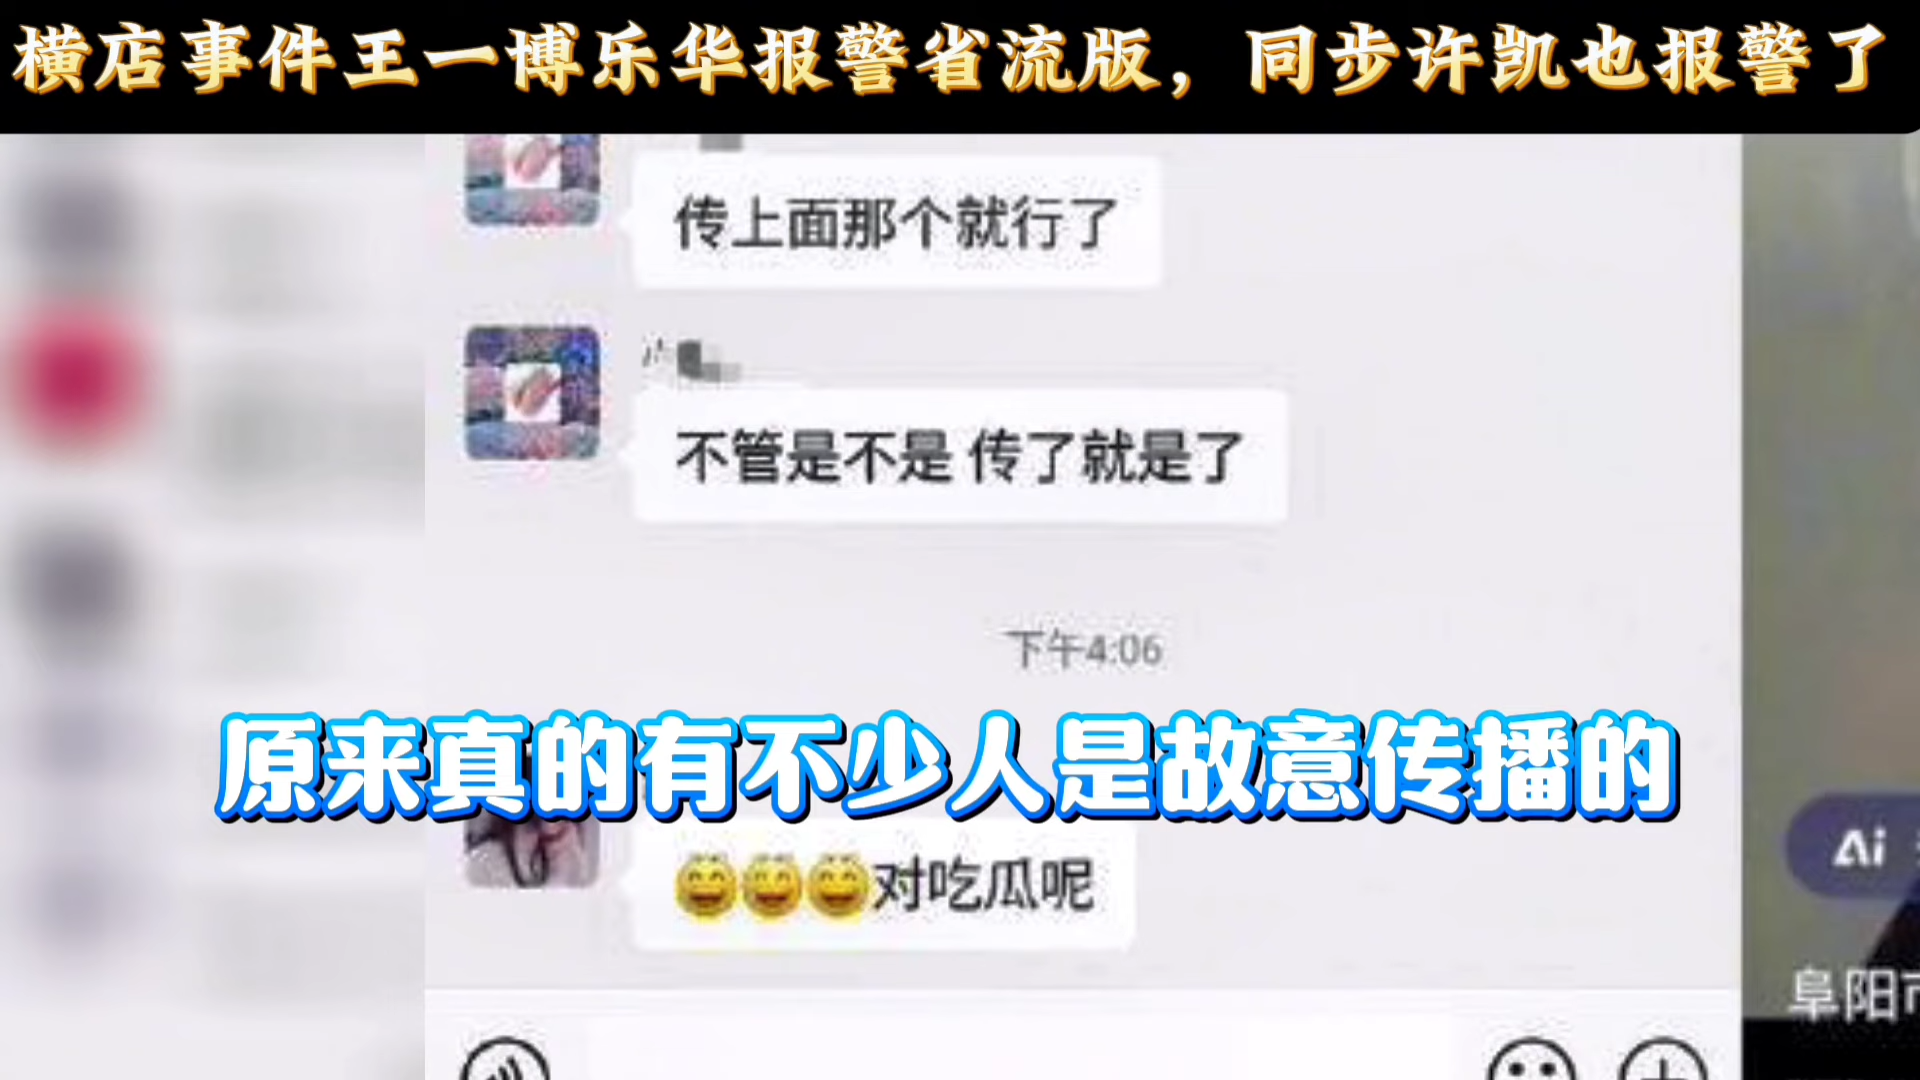 横店事件王一博乐华报警省流版，同步许凯也报警了
传上面那个就行了
不管是不是 传了就是了
下午4:06
原来真的有不少人是故意传播的
😄😄😄对吃瓜呢
Ai
阜阳市